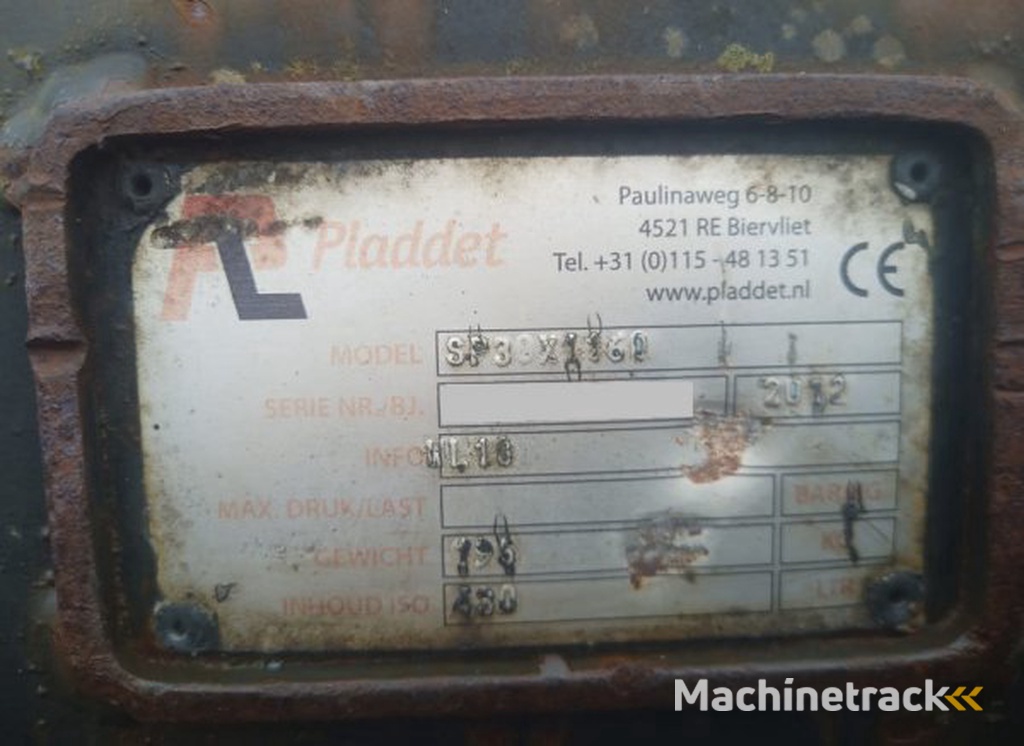 Pladdet
Paulinaweg 6-8-10
4521 RE Biervliet
Tel. +31 (0)115 - 48 13 51
www.pladdet.nl
CE
MODEL
SERIE NR./BJ. 2012
INFO WL10
MAX. DRUK/LAST
GEWICHT
INHOUD ISO
Machinetrack